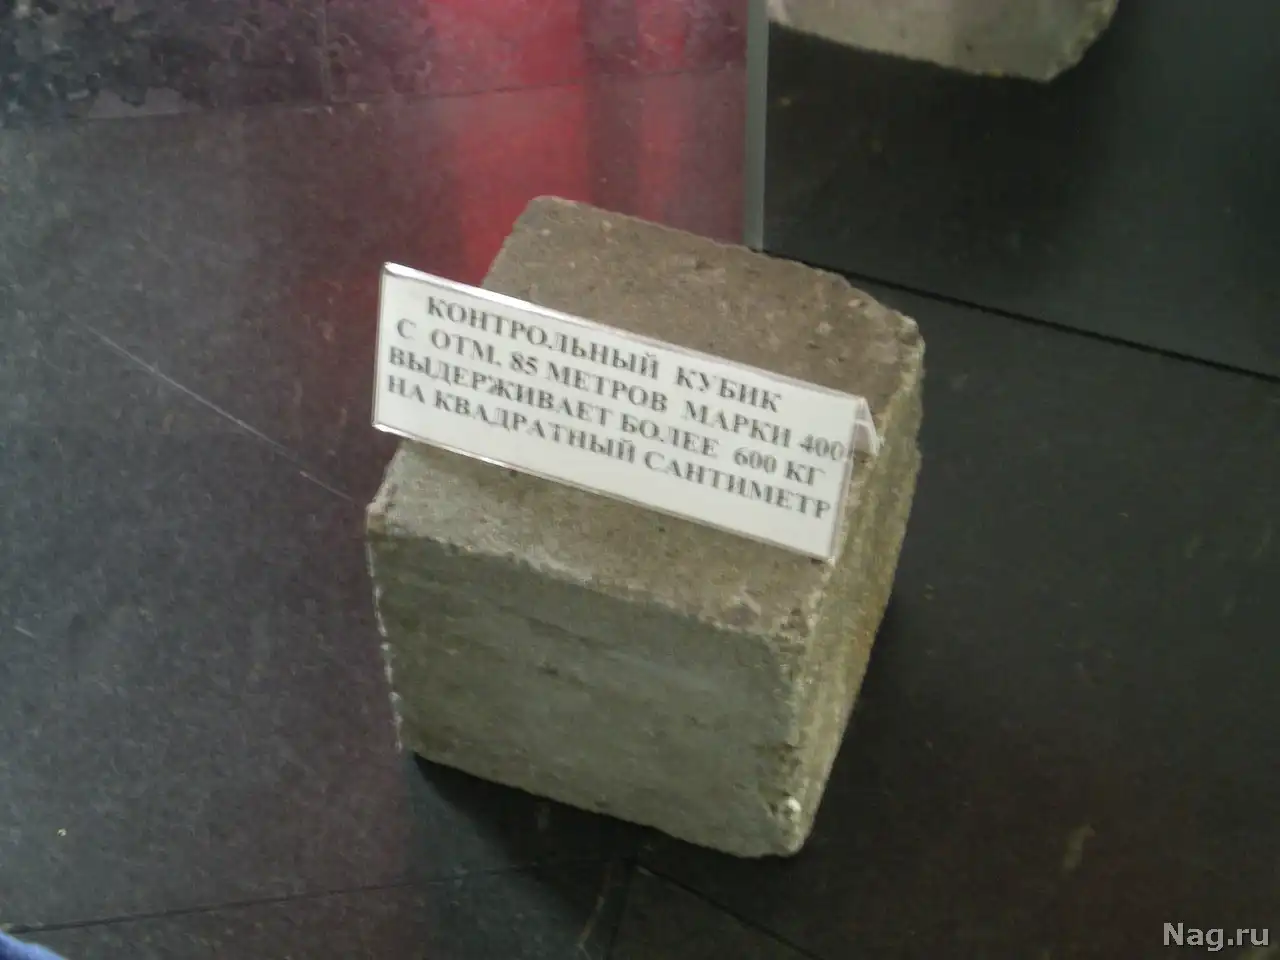 КОНТРОЛЬНЫЙ КУБИК
С ОТМ. 85 МЕТРОВ МАРКИ 400
ВЫДЕРЖИВАЕТ БОЛЕЕ 600 КГ
НА КВАДРАТНЫЙ САНТИМЕТР
Nag.ru